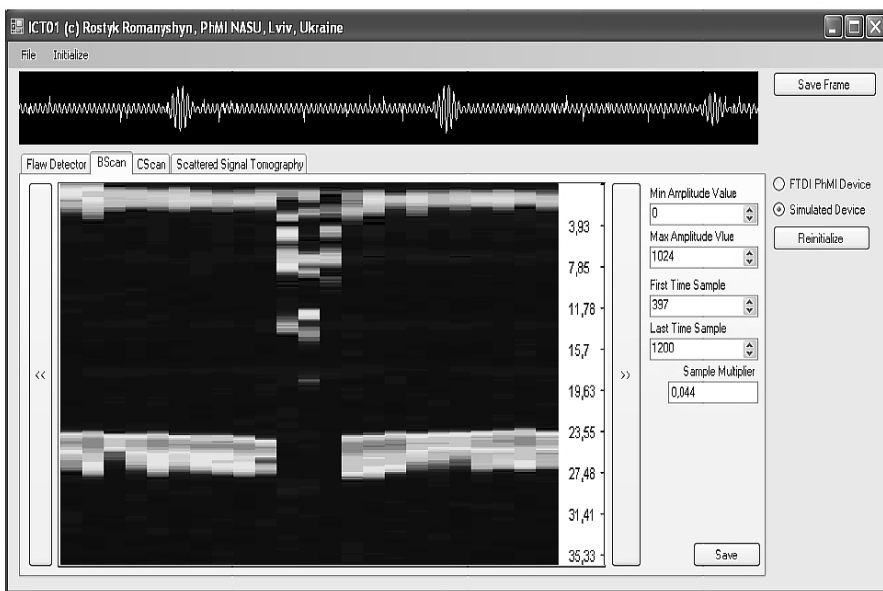 ICT01 (c) Rostyk Romanyshyn, PhMI NASU, Lviv, Ukraine
File Initialize
Save Frame
Flaw Detector BScan CScan Scattered Signal Tomography
FTDI PhMI Device
Simulated Device
Reinitialize
<<
3,93
7,85
11,78
15,7
19,63
23,55
27,48
31,41
35,33
>>
Min Amplitude Value
0
Max Amplitude Vlue
1024
First Time Sample
397
Last Time Sample
1200
Sample Multiplier
0,044
Save